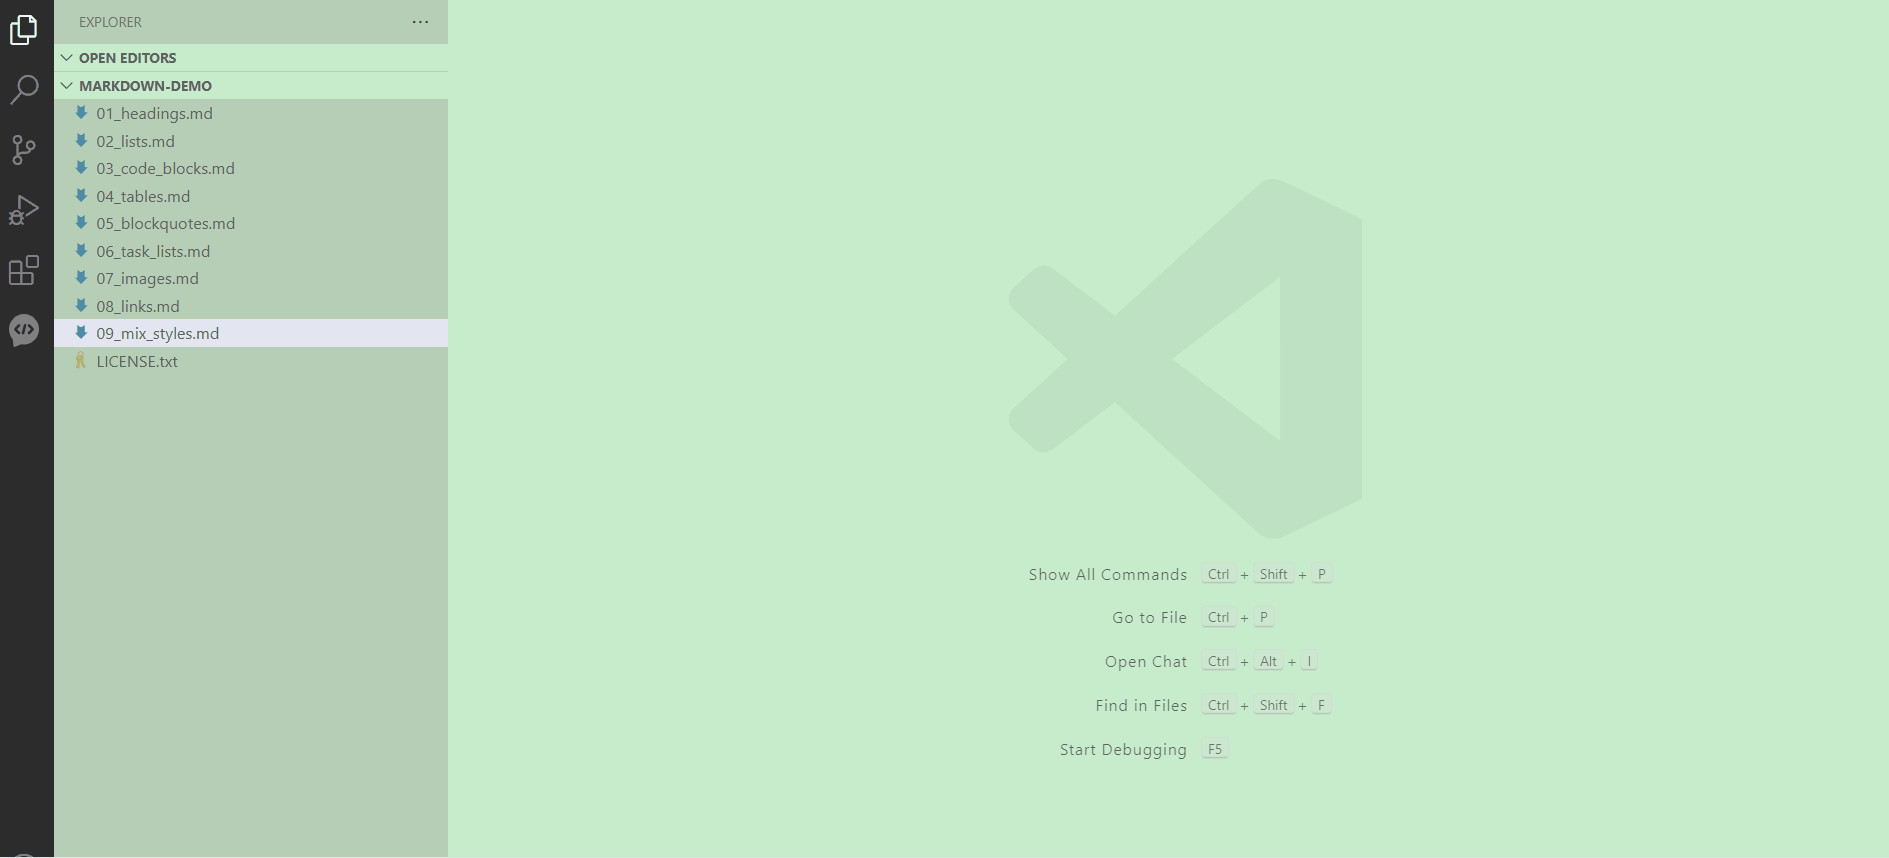 EXPLORER ···
OPEN EDITORS
MARKDOWN-DEMO
01_headings.md
02_lists.md
03_code_blocks.md
04_tables.md
05_blockquotes.md
06_task_lists.md
07_images.md
08_links.md
09_mix_styles.md
LICENSE.txt
Show All Commands Ctrl + Shift + P
Go to File Ctrl + P
Open Chat Ctrl + Alt + I
Find in Files Ctrl + Shift + F
Start Debugging F5